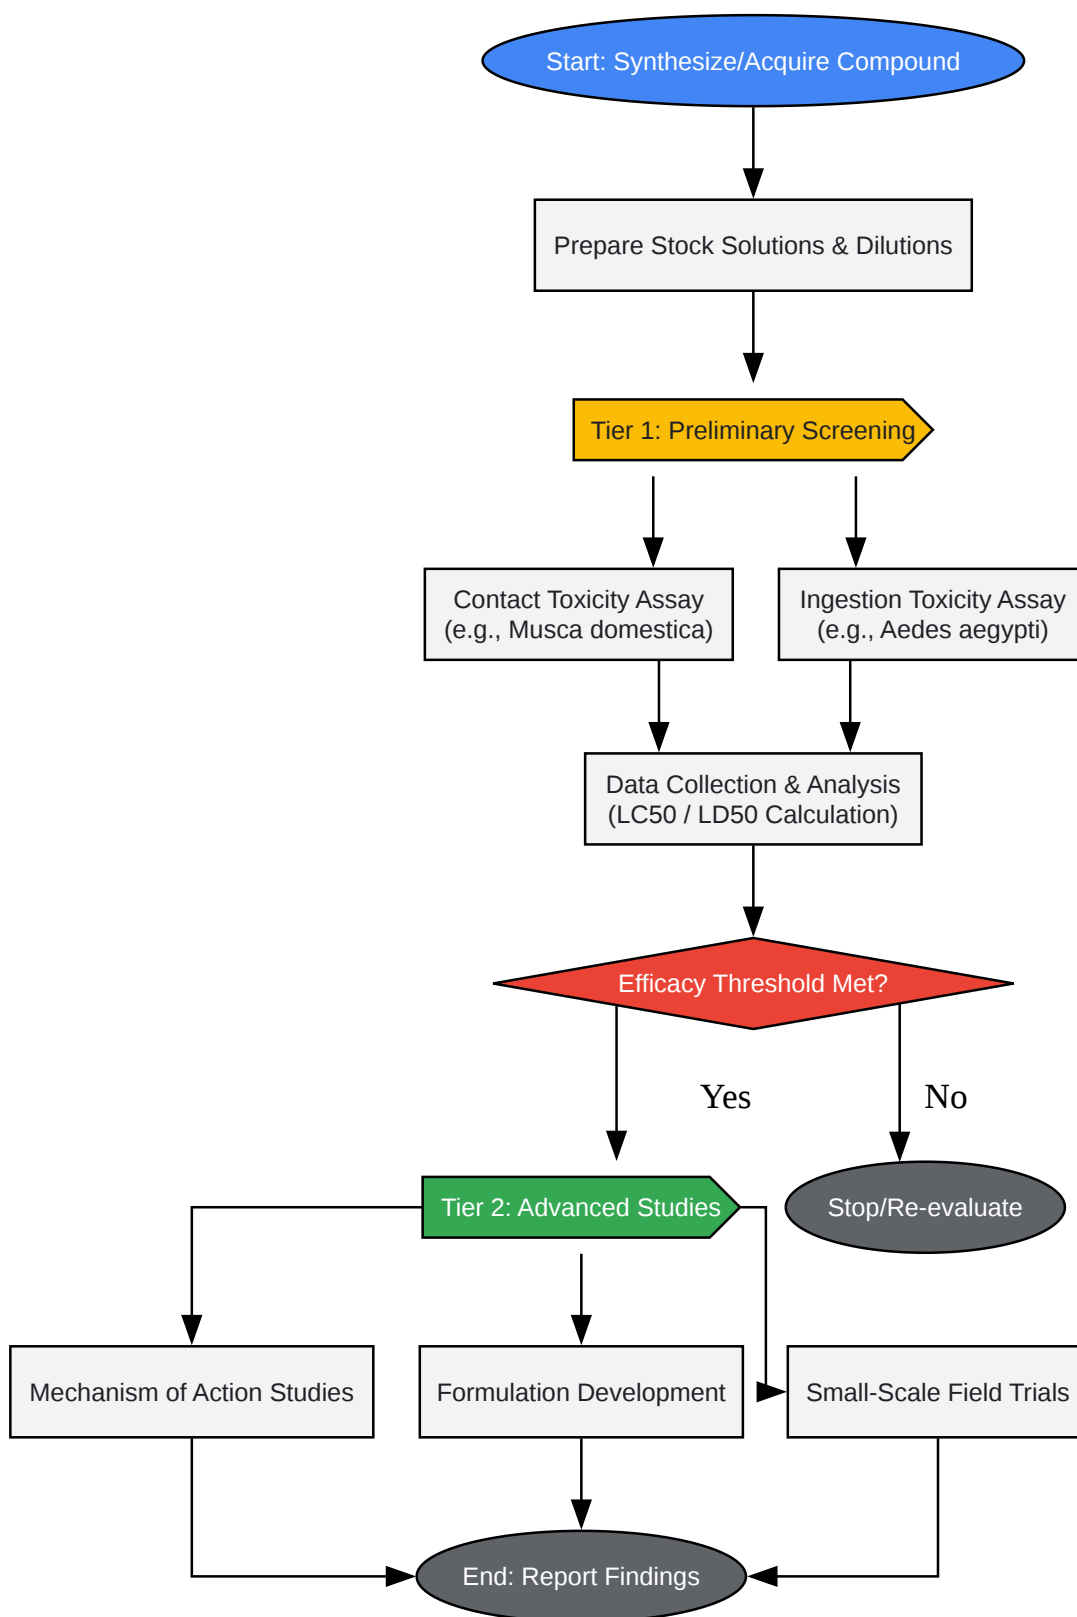 Start: Synthesize/Acquire Compound
Prepare Stock Solutions & Dilutions
Tier 1: Preliminary Screening
Contact Toxicity Assay
(e.g., Musca domestica)
Ingestion Toxicity Assay
(e.g., Aedes aegypti)
Data Collection & Analysis
(LC50 / LD50 Calculation)
Efficacy Threshold Met?
Yes
No
Tier 2: Advanced Studies
Stop/Re-evaluate
Mechanism of Action Studies
Formulation Development
Small-Scale Field Trials
End: Report Findings